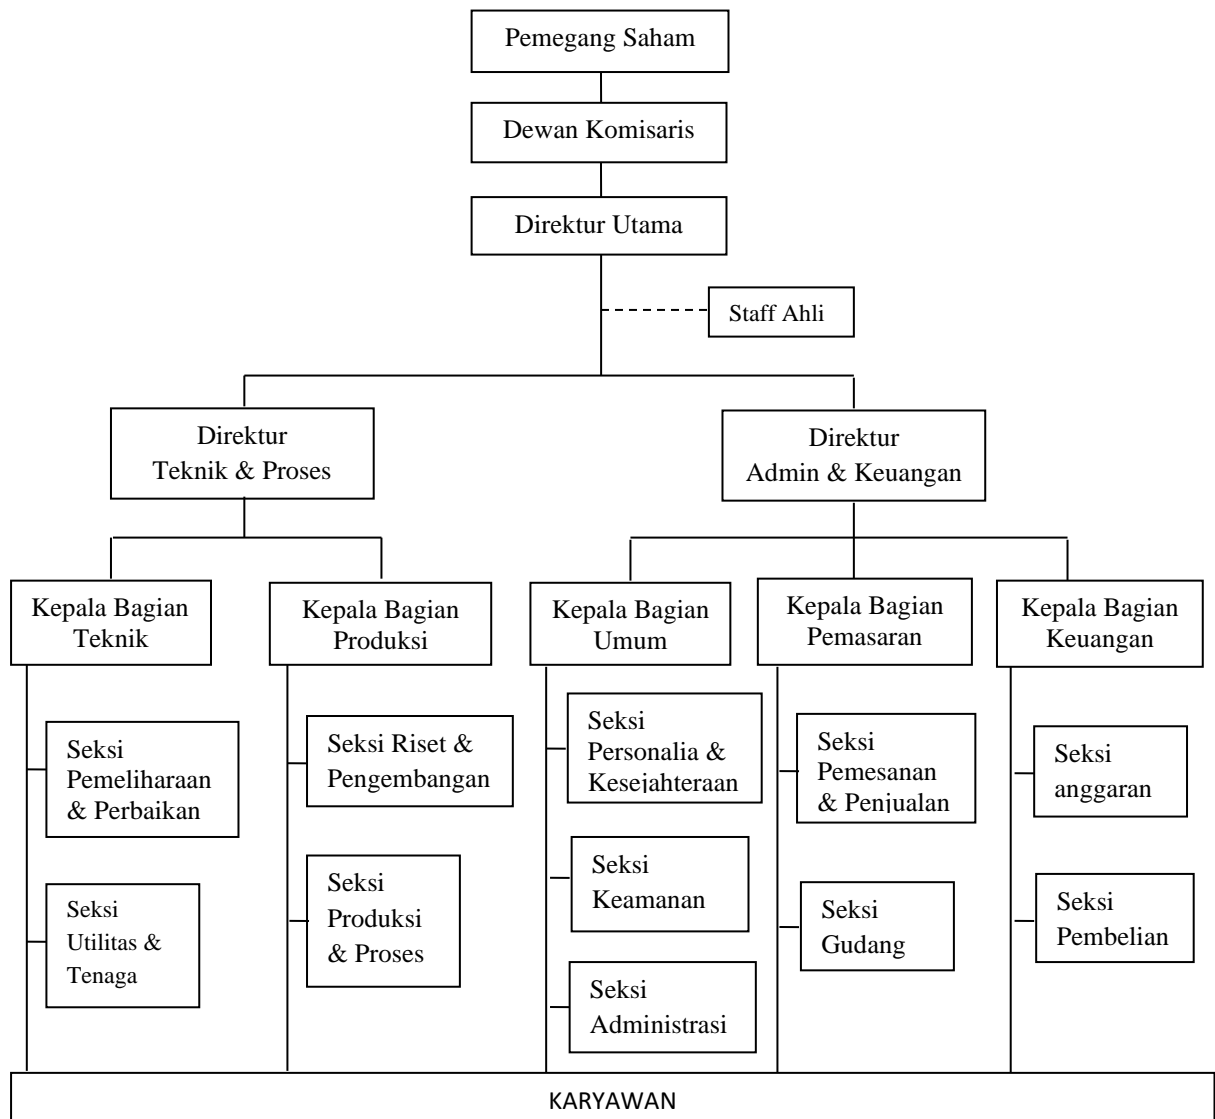 Pemegang Saham
Dewan Komisaris
Direktur Utama
Staff Ahli
Direktur
Teknik & Proses
Direktur
Admin & Keuangan
Kepala Bagian
Teknik
Kepala Bagian
Produksi
Kepala Bagian
Umum
Kepala Bagian
Pemasaran
Kepala Bagian
Keuangan
Seksi
Pemeliharaan
& Perbaikan
Seksi Riset &
Pengembangan
Seksi
Personalia &
Kesejahteraan
Seksi
Pemesanan
& Penjualan
Seksi
anggaran
Seksi
Utilitas &
Tenaga
Seksi
Produksi
& Proses
Seksi
Keamanan
Seksi
Gudang
Seksi
Pembelian
Seksi
Administrasi
KARYAWAN